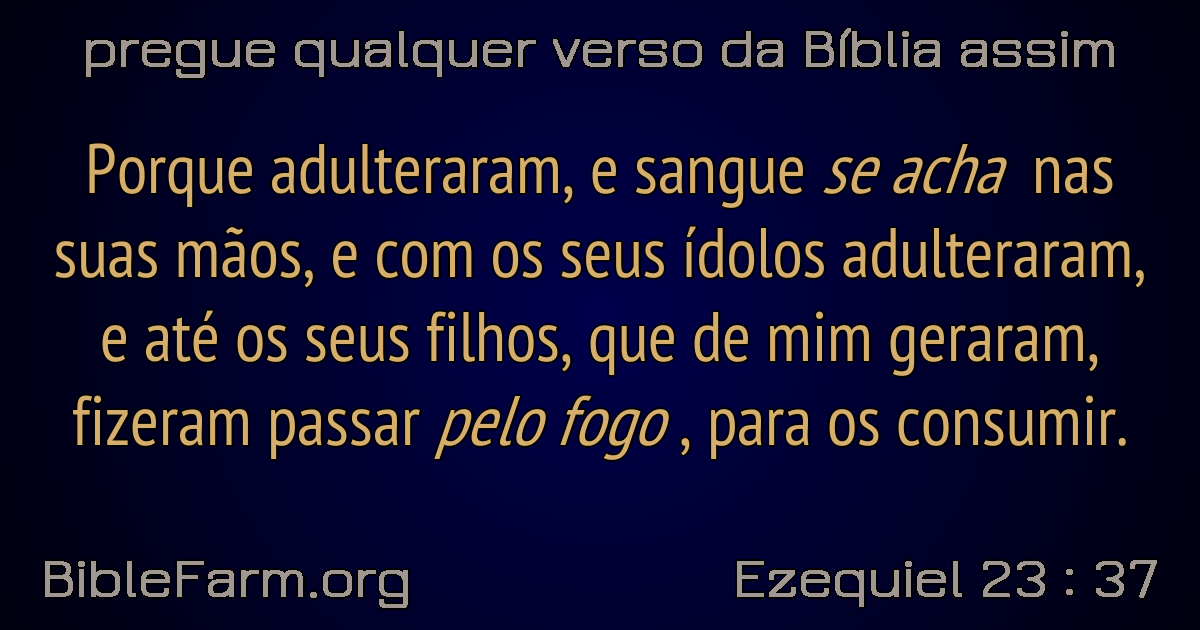 pregue qualquer verso da Bíblia assim
Porque adulteraram, e sangue se acha nas
suas mãos, e com os seus ídolos adulteraram,
e até os seus filhos, que de mim geraram,
fizeram passar pelo fogo , para os consumir.
BibleFarm.org
Ezequiel 23 : 37